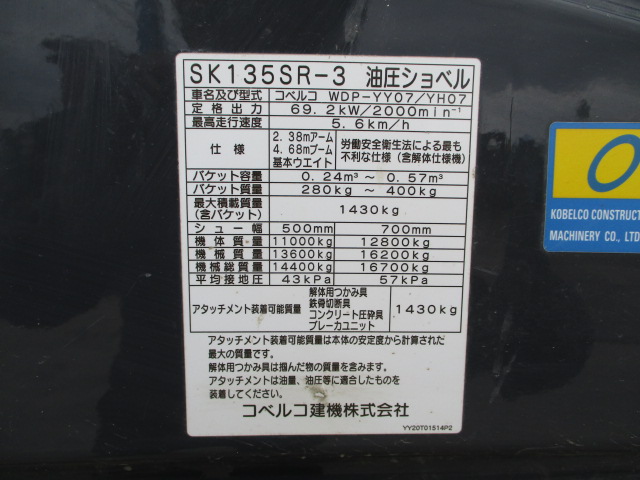 SK135SR-3 油圧ショベル
車名及び型式 コベルコ WDP-YY07/YH07
定格出力 69.2kW/2000min⁻¹
最高走行速度 5.6km/h
仕様 2.38mアーム 4.68mブーム 基本ウエイト 労働安全衛生法による最も不利な仕様(含解体仕様機)
バケット容量 0.24m³ ~ 0.57m³
バケット質量 280kg ~ 400kg
最大積載質量(含バケット) 1430kg
シュー幅 500mm 700mm
機体質量 11000kg 12800kg
機械質量 13600kg 16200kg
機械総質量 14400kg 16700kg
平均接地圧 43kPa 57kPa
アタッチメント装着可能質量 解体用つかみ具 鉄骨切断具 コンクリート圧砕具 ブレーカユニット 1430kg
アタッチメント装着可能質量は本体の安定度から計算された
最大の質量です。
解体用つかみ具は掴んだ物の質量を含みます。
アタッチメントは油量、油圧等に適合したものを
装着してください。
コベルコ建機株式会社
YY20T01514P2
KOBELCO CONSTRUCT
MACHINERY CO., LTD